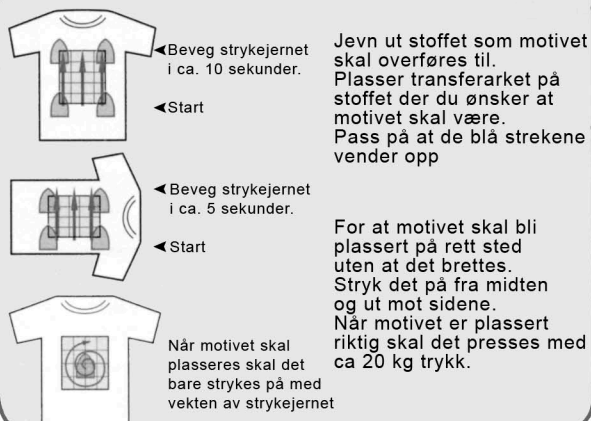 Beveg strykejernet
i ca. 10 sekunder.
Start
Jevn ut stoffet som motivet
skal overføres til.
Plasser transferarket på
stoffet der du ønsker at
motivet skal være.
Pass på at de blå strekene
vender opp
Beveg strykejernet
i ca. 5 sekunder.
Start
For at motivet skal bli
plassert på rett sted
uten at det brettes.
Stryk det på fra midten
og ut mot sidene.
Når motivet er plassert
riktig skal det presses med
ca 20 kg trykk.
Når motivet skal
plasseres skal det
bare strykes på med
vekten av strykejernet